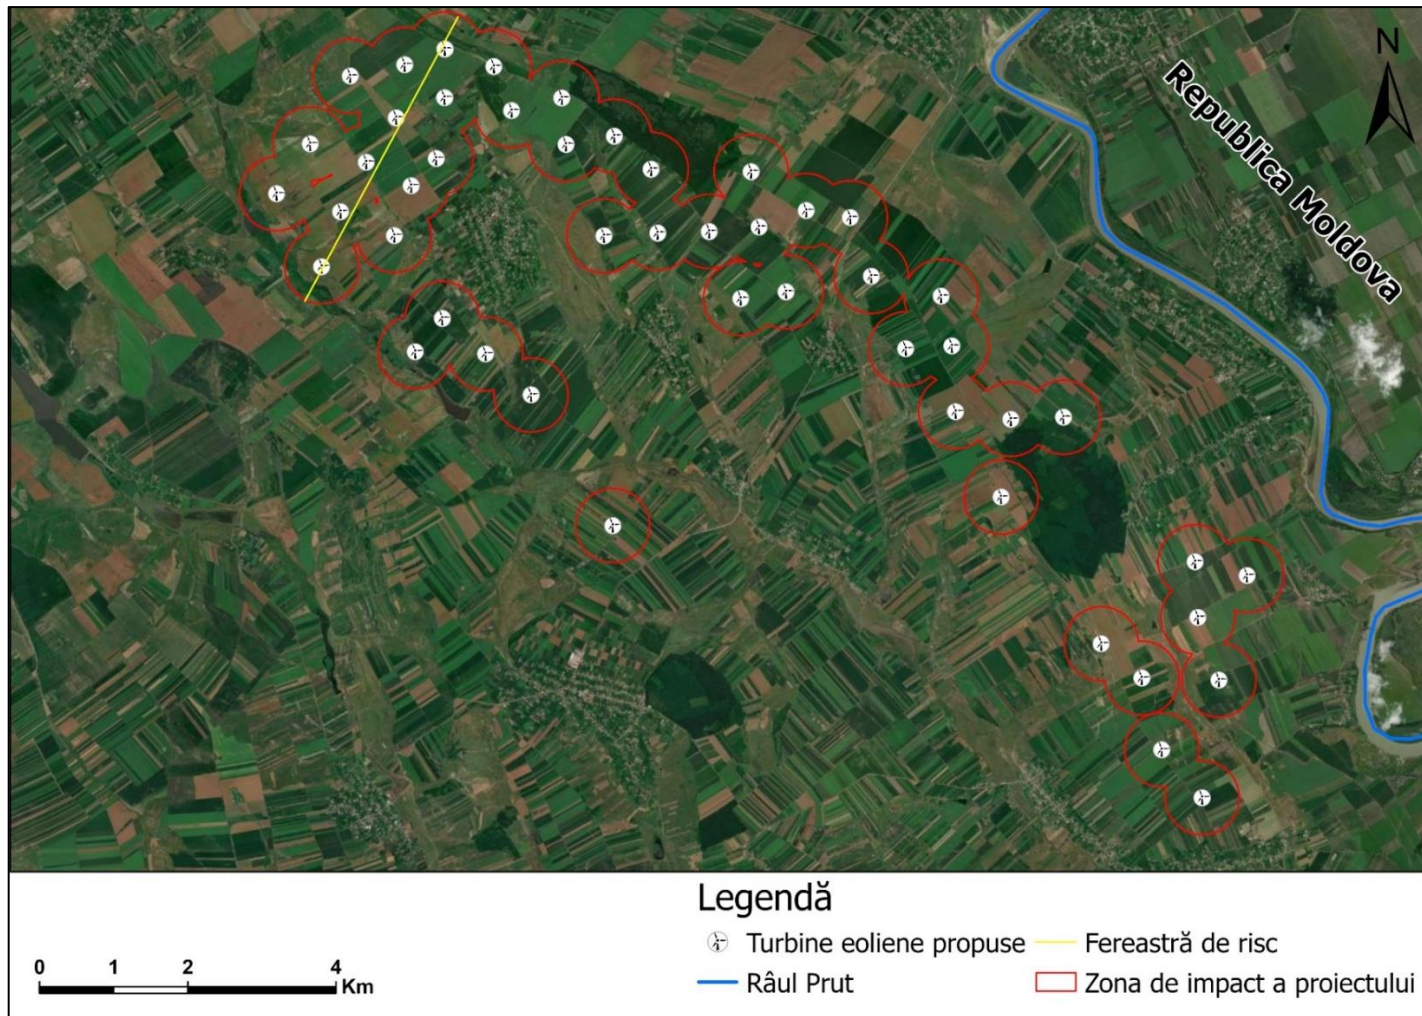 N
Republica Moldova
Legendă
Turbine eoliene propuse
Fereastră de risc
Râul Prut
Zona de impact a proiectului
0 1 2 4
Km